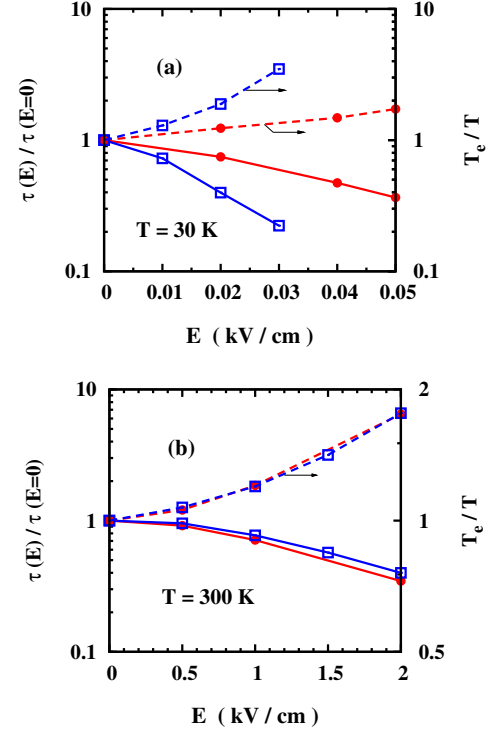 10 10
(a)
τ (E) / τ (E=0)
T_e / T
1 1
T = 30 K
0.1 0.1
0 0.01 0.02 0.03 0.04 0.05
E ( kV / cm )
10 2
(b)
τ (E) / τ (E=0)
T_e / T
1 1
T = 300 K
0.1 0.5
0 0.5 1 1.5 2
E ( kV / cm )